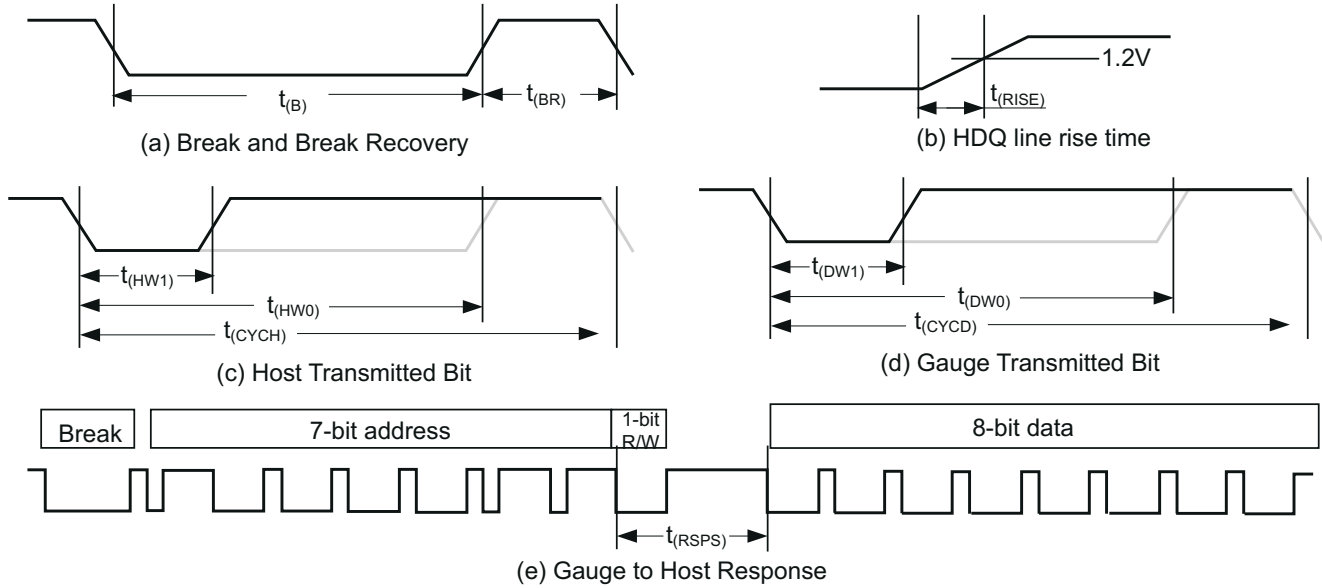 t(B)
t(BR)
(a) Break and Break Recovery
1.2V
t(RISE)
(b) HDQ line rise time
t(HW1)
t(HW0)
t(CYCH)
(c) Host Transmitted Bit
t(DW1)
t(DW0)
t(CYCD)
(d) Gauge Transmitted Bit
Break
7-bit address
1-bit
R/W
8-bit data
t(RSPS)
(e) Gauge to Host Response